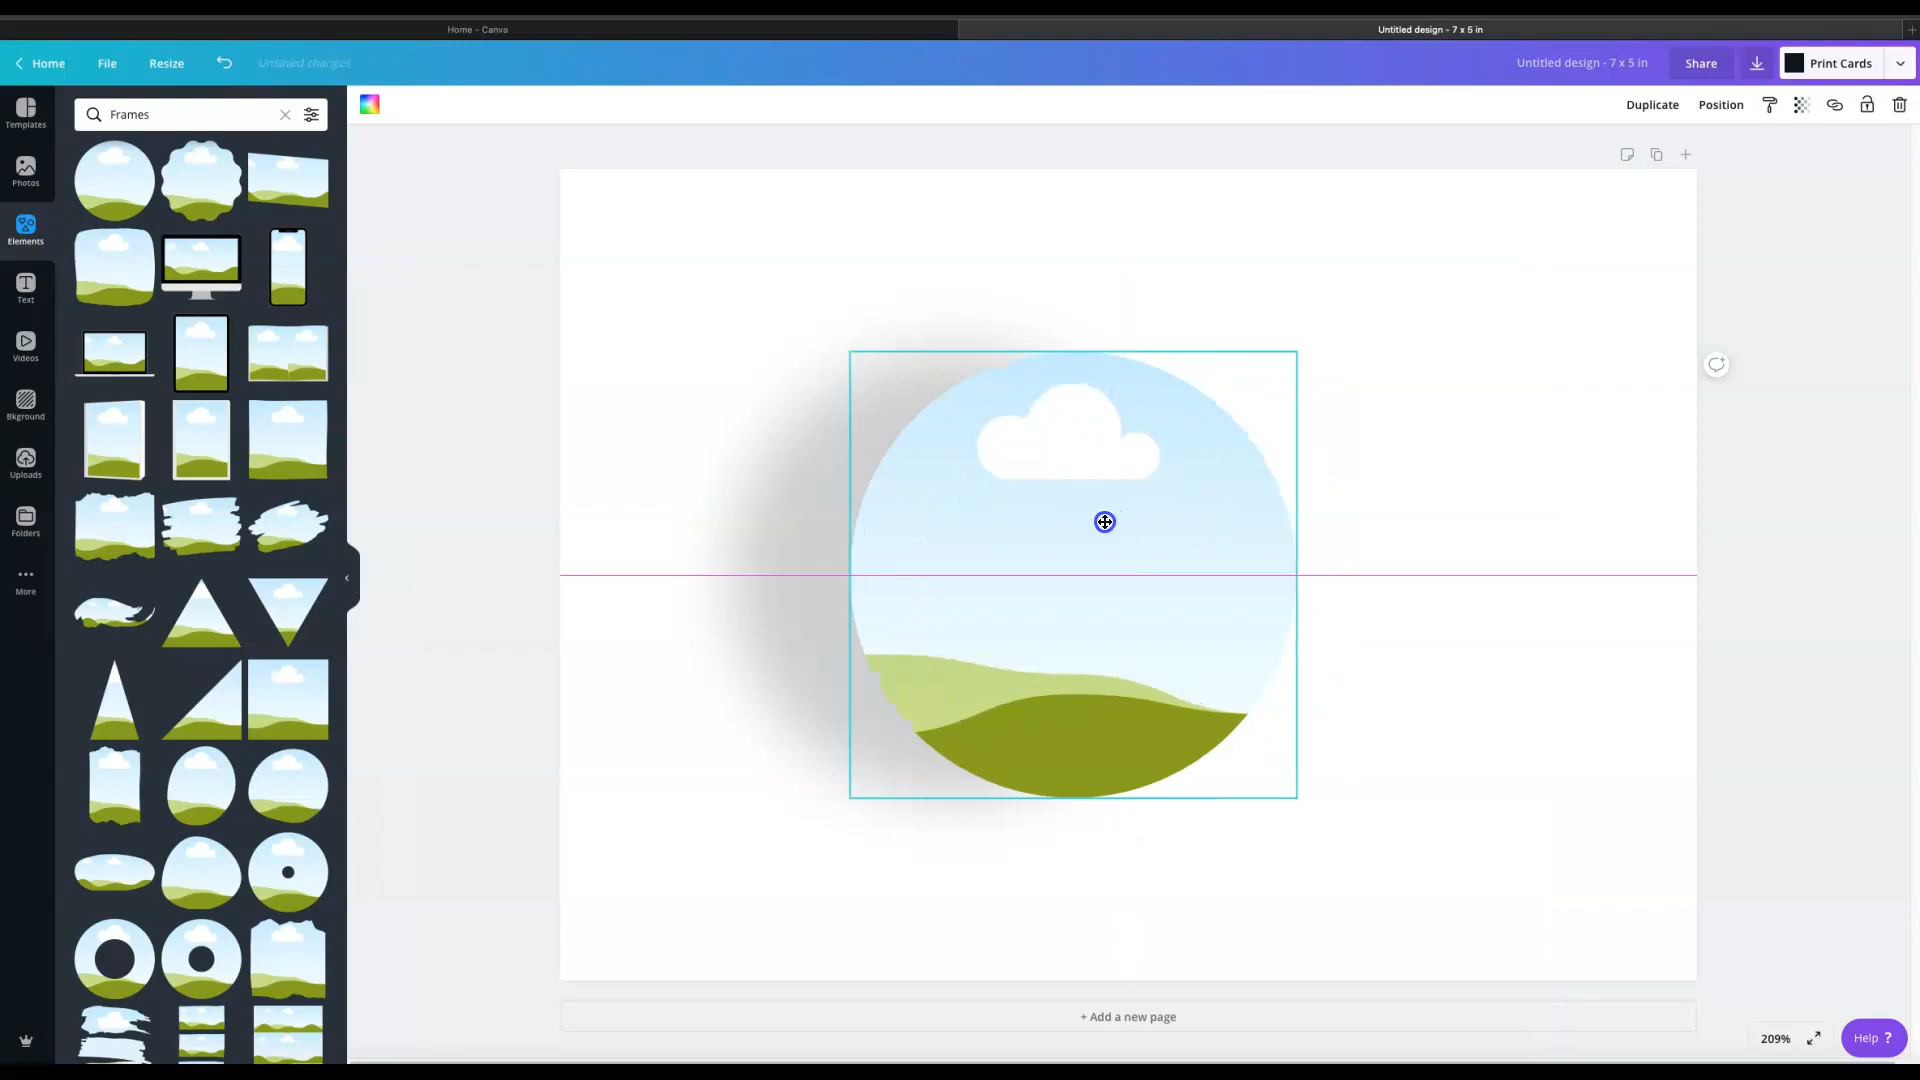 Home - Canva
Untitled design - 7 x 5 in
Home File Resize Unsaved changes
Untitled design - 7 x 5 in Share Print Cards
Templates
Frames
Duplicate Position
Photos
Elements
Text
Videos
Bkground
Uploads
Folders
More
+ Add a new page
209%
Help ?